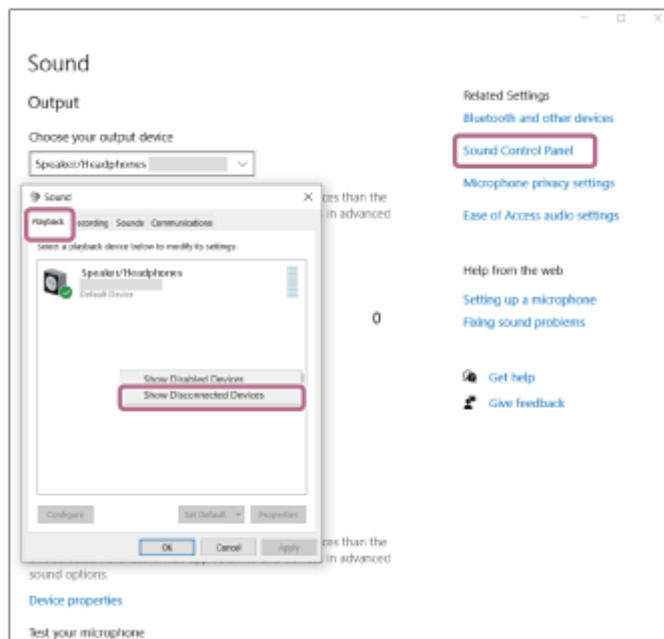 Sound
Output
Choose your output device
Speaker/Headphones
Sound
Playback
Recording
Sounds
Communications
Select a playback device below to modify its settings:
Speaker/Headphones
Default Device
Show Disabled Devices
Show Disconnected Devices
Configure
Set Default
Properties
OK
Cancel
Apply
ces than the
in advanced
0
ces than the
in advanced
sound options.
Device properties
Test your microphone
Related Settings
Bluetooth and other devices
Sound Control Panel
Microphone privacy settings
Ease of Access audio settings
Help from the web
Setting up a microphone
Fixing sound problems
Get help
Give feedback